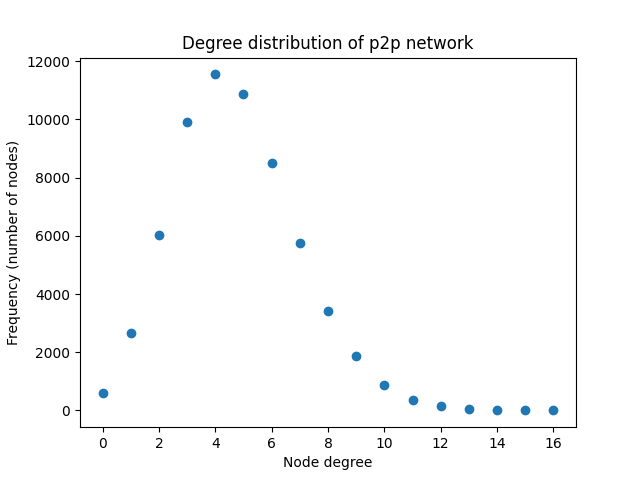 Degree distribution of p2p network
12000
10000
8000
6000
4000
2000
0
Frequency (number of nodes)
0 2 4 6 8 10 12 14 16
Node degree